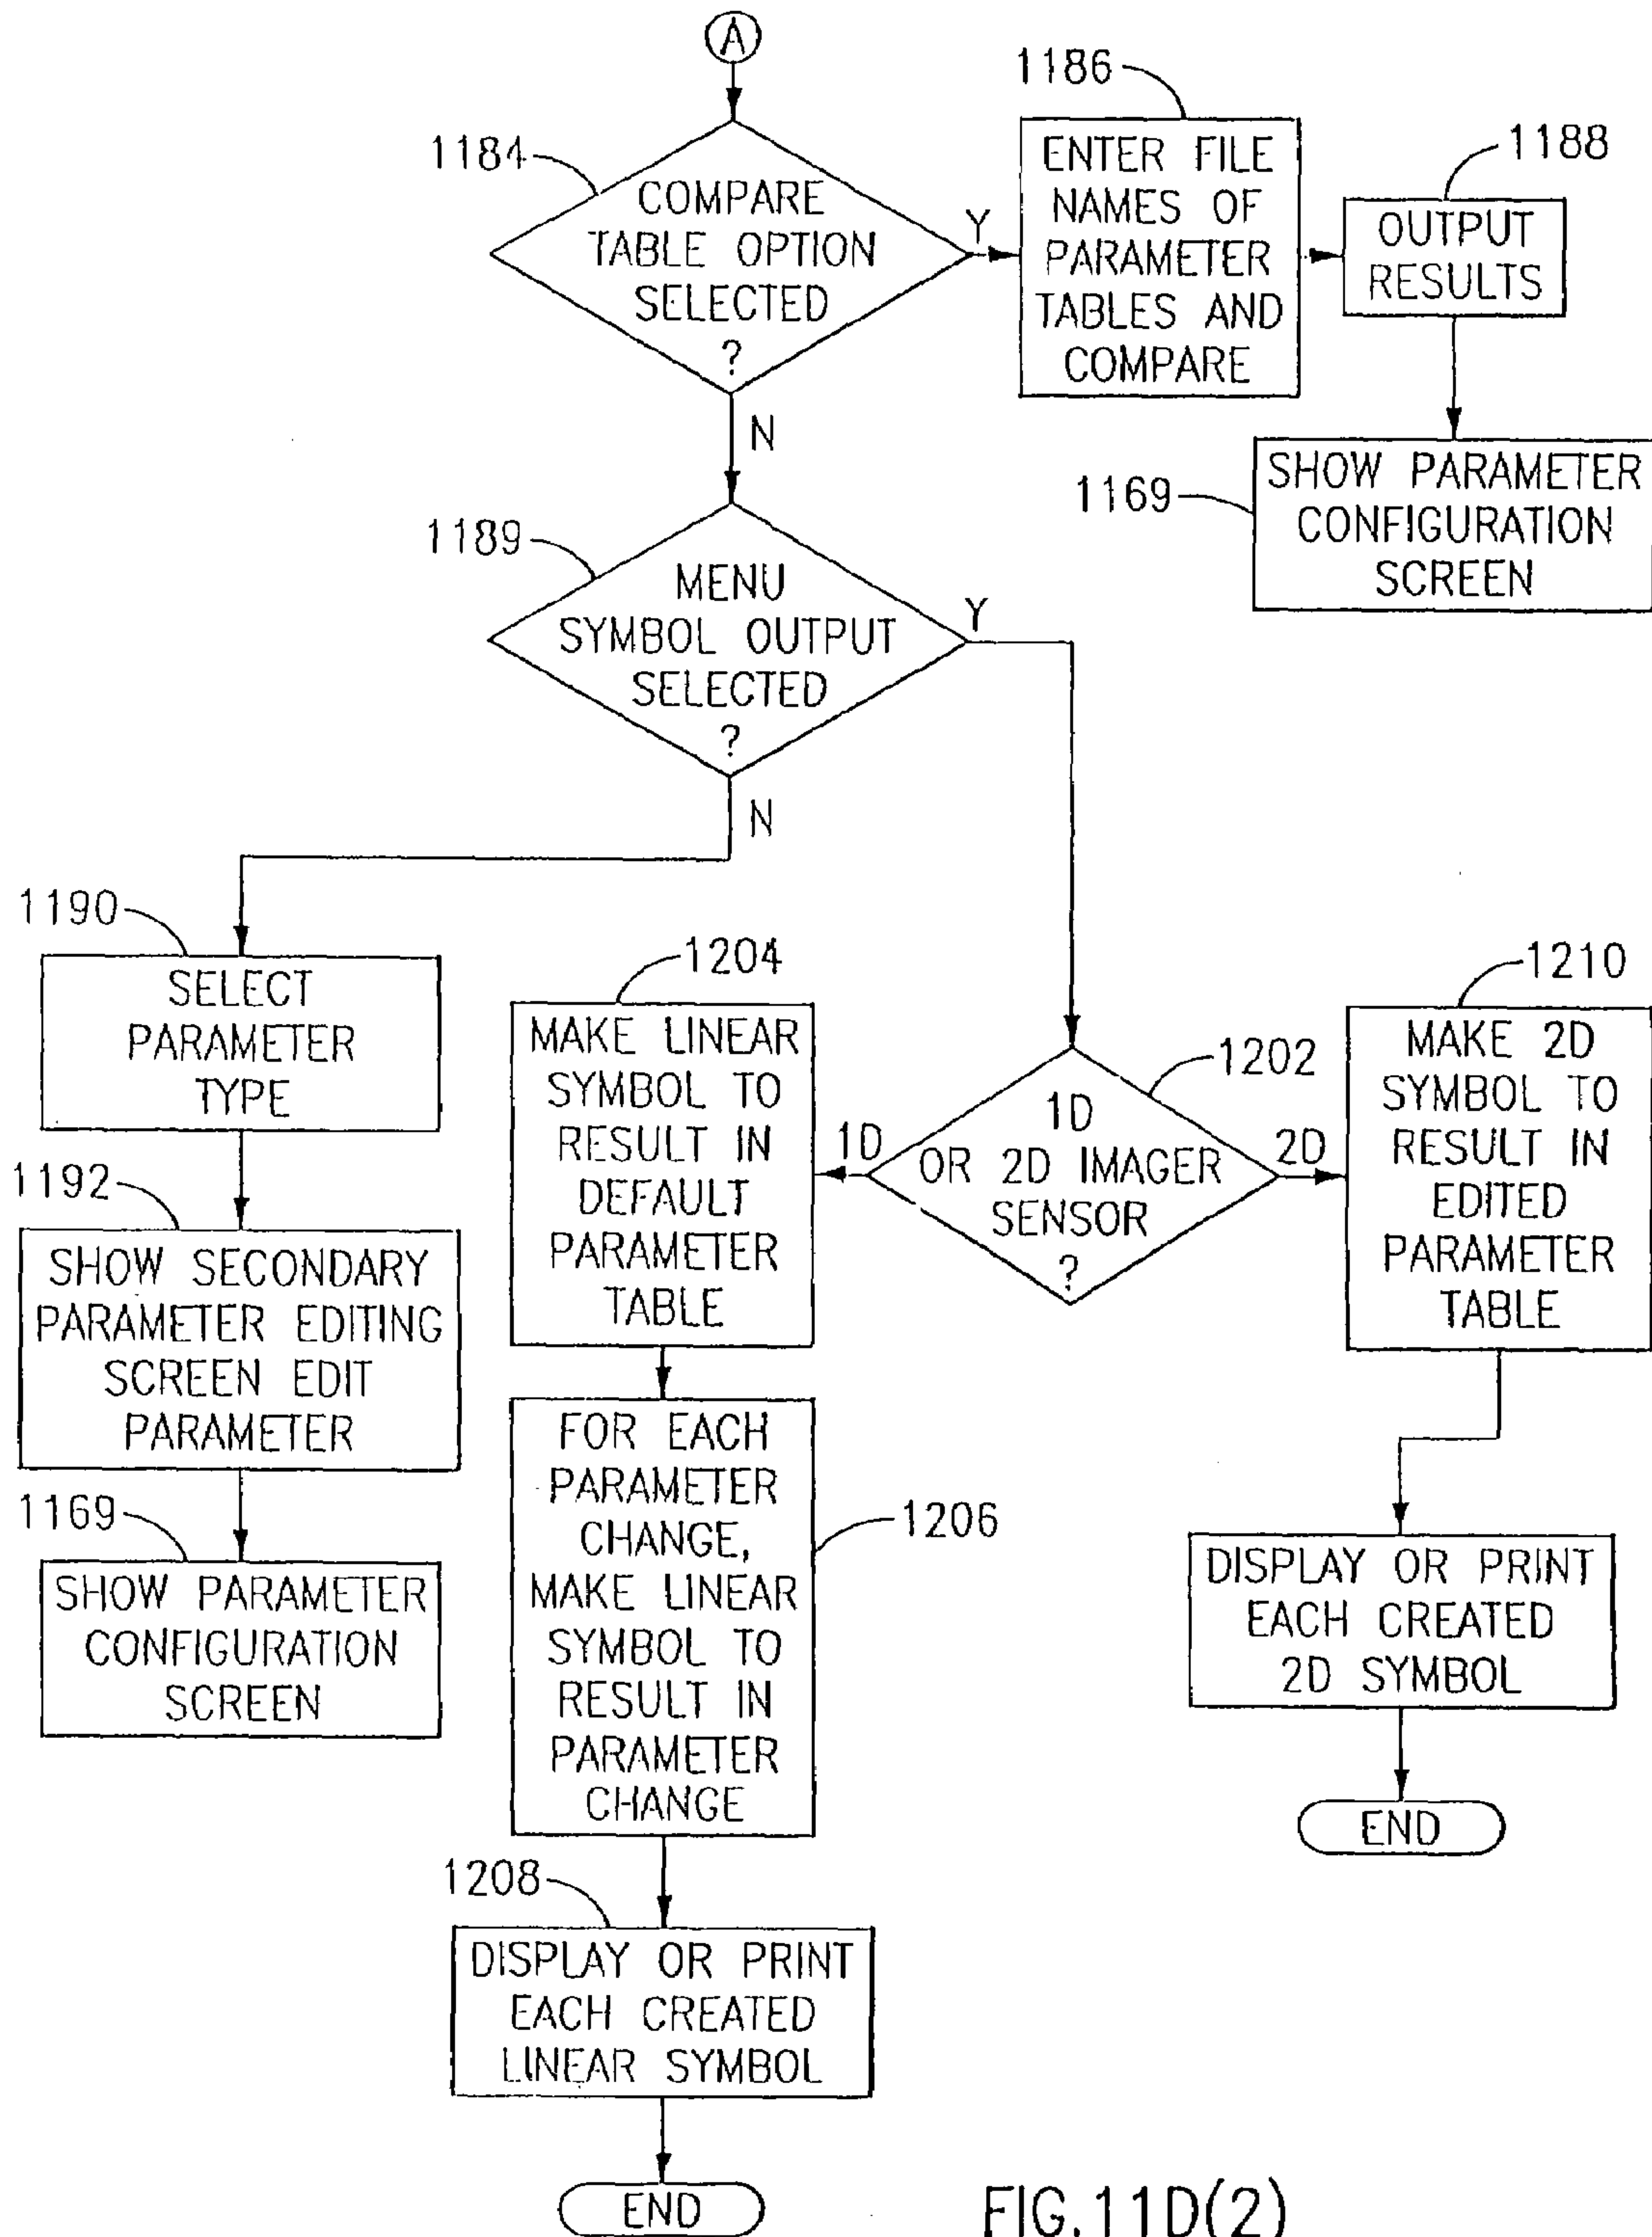 A
1184
COMPARE
TABLE OPTION
SELECTED
?
Y
N
1186
ENTER FILE
NAMES OF
PARAMETER
TABLES AND
COMPARE
1188
OUTPUT
RESULTS
1169
SHOW PARAMETER
CONFIGURATION
SCREEN
1189
MENU
SYMBOL OUTPUT
SELECTED
?
Y
N
1190
SELECT
PARAMETER
TYPE
1192
SHOW SECONDARY
PARAMETER EDITING
SCREEN EDIT
PARAMETER
1169
SHOW PARAMETER
CONFIGURATION
SCREEN
1202
1D
OR 2D IMAGER
SENSOR
?
1D
2D
1204
MAKE LINEAR
SYMBOL TO
RESULT IN
DEFAULT
PARAMETER
TABLE
1206
FOR EACH
PARAMETER
CHANGE,
MAKE LINEAR
SYMBOL TO
RESULT IN
PARAMETER
CHANGE
1208
DISPLAY OR PRINT
EACH CREATED
LINEAR SYMBOL
END
1210
MAKE 2D
SYMBOL TO
RESULT IN
EDITED
PARAMETER
TABLE
DISPLAY OR PRINT
EACH CREATED
2D SYMBOL
END
FIG.11D(2)